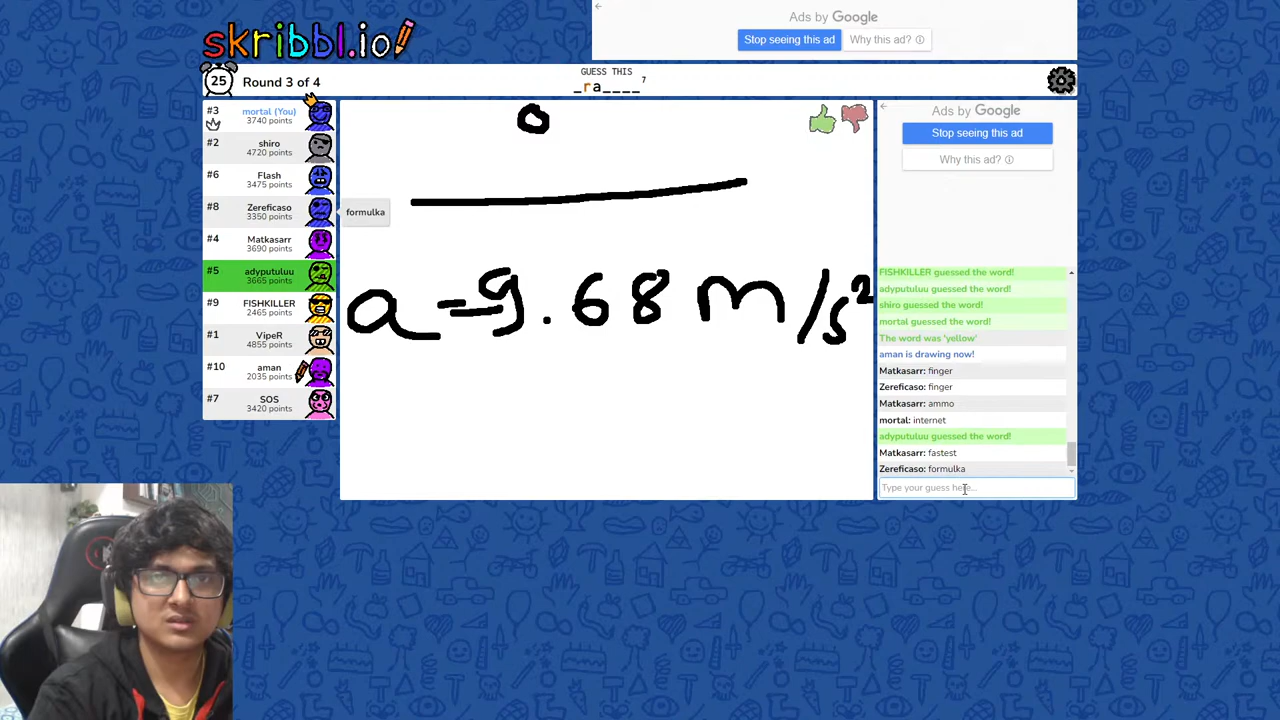 Ads by Google
Stop seeing this ad
Why this ad?
skribbl.io
25
Round 3 of 4
GUESS THIS
_ra____ 7
#3
mortal (You)
3740 points
#2
shiro
4720 points
#6
Flash
3475 points
#8
Zereficaso
3350 points
#4
Matkasarr
3690 points
#5
adyputuluu
3665 points
#9
FISHKILLER
2465 points
#1
VipeR
4855 points
#10
aman
2035 points
#7
SOS
3420 points
formulka
a=9.68 m/s²
Ads by Google
Stop seeing this ad
Why this ad?
FISHKILLER guessed the word!
adyputuluu guessed the word!
shiro guessed the word!
mortal guessed the word!
The word was 'yellow'
aman is drawing now!
Matkasarr: finger
Zereficaso: finger
Matkasarr: ammo
mortal: internet
adyputuluu guessed the word!
Matkasarr: fastest
Zereficaso: formulka
Type your guess here...